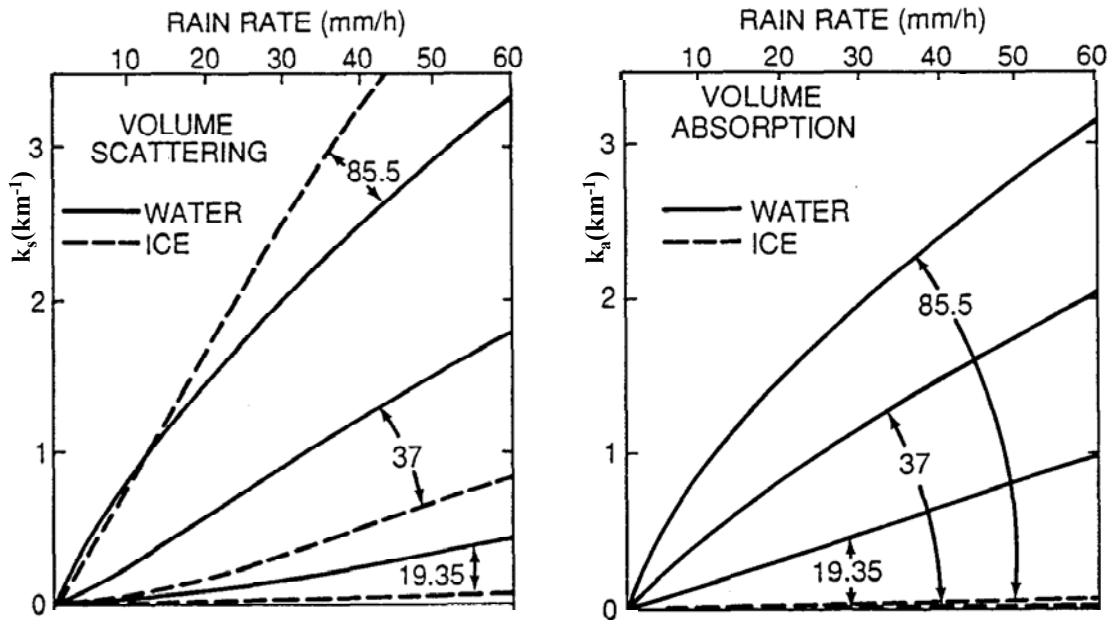 RAIN RATE (mm/h)
10 20 30 40 50 60
VOLUME
SCATTERING
WATER
ICE
kₛ(km⁻¹)
3
2
1
0
85.5
37
19.35
RAIN RATE (mm/h)
10 20 30 40 50 60
VOLUME
ABSORPTION
WATER
ICE
kₐ(km⁻¹)
3
2
1
0
85.5
37
19.35